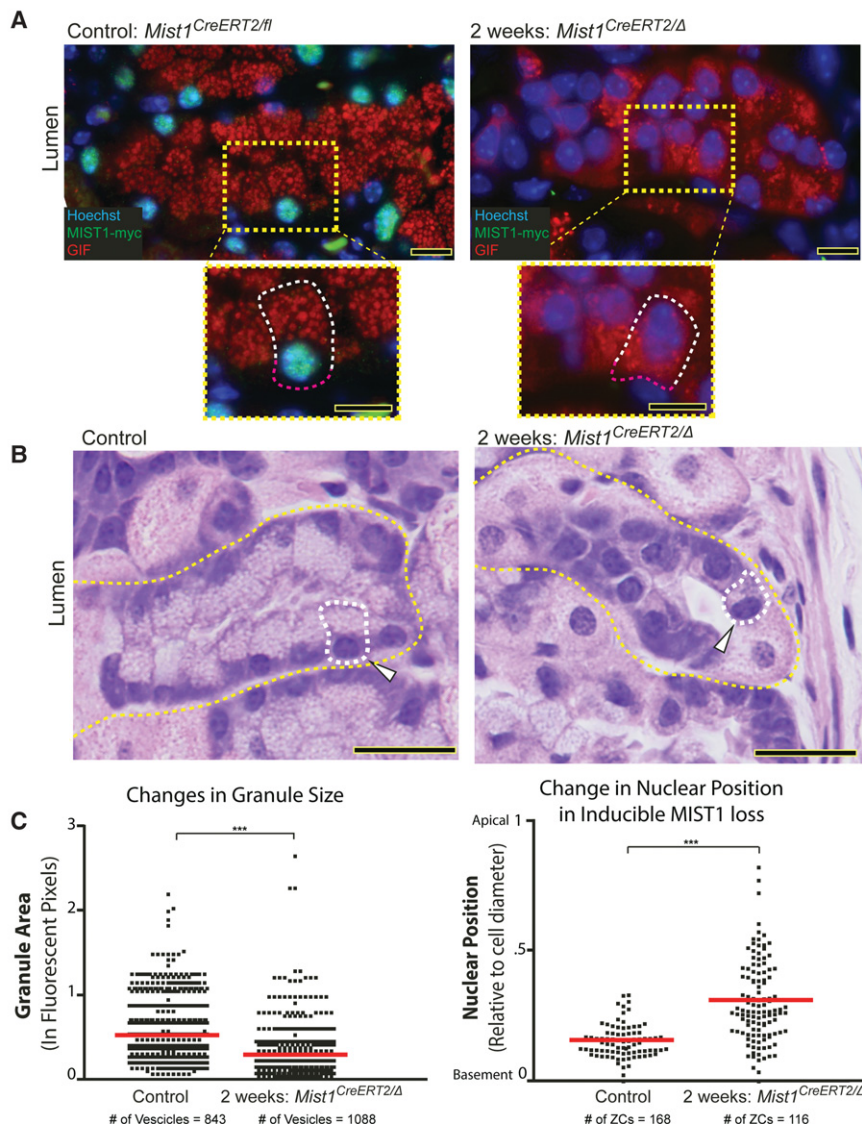 A
Control: Mist1CreERT2/fl
2 weeks: Mist1CreERT2/Δ
Lumen
Hoechst
MIST1-myc
GIF
Hoechst
MIST1-myc
GIF
B
Control
2 weeks: Mist1CreERT2/Δ
Lumen
C
Changes in Granule Size
Granule Area
(In Fluorescent Pixels)
3
2
1
0
***
Control
2 weeks: Mist1CreERT2/Δ
# of Vescicles = 843
# of Vesicles = 1088
Change in Nuclear Position
in Inducible MIST1 loss
Nuclear Position
(Relative to cell diameter)
Apical 1
.5
Basement 0
***
Control
2 weeks: Mist1CreERT2/Δ
# of ZCs = 168
# of ZCs = 116